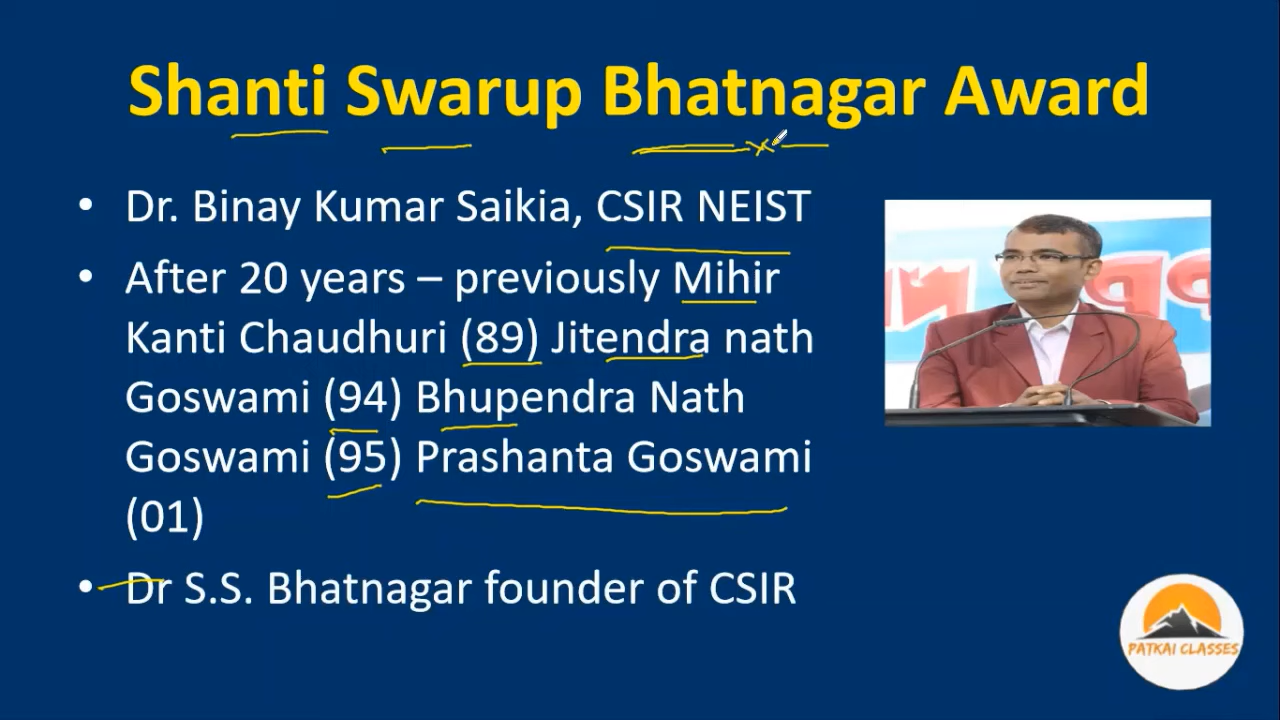 Shanti Swarup Bhatnagar Award
• Dr. Binay Kumar Saikia, CSIR NEIST
• After 20 years – previously Mihir
Kanti Chaudhuri (89) Jitendra nath
Goswami (94) Bhupendra Nath
Goswami (95) Prashanta Goswami
(01)
• Dr S.S. Bhatnagar founder of CSIR
PATKAI CLASSES